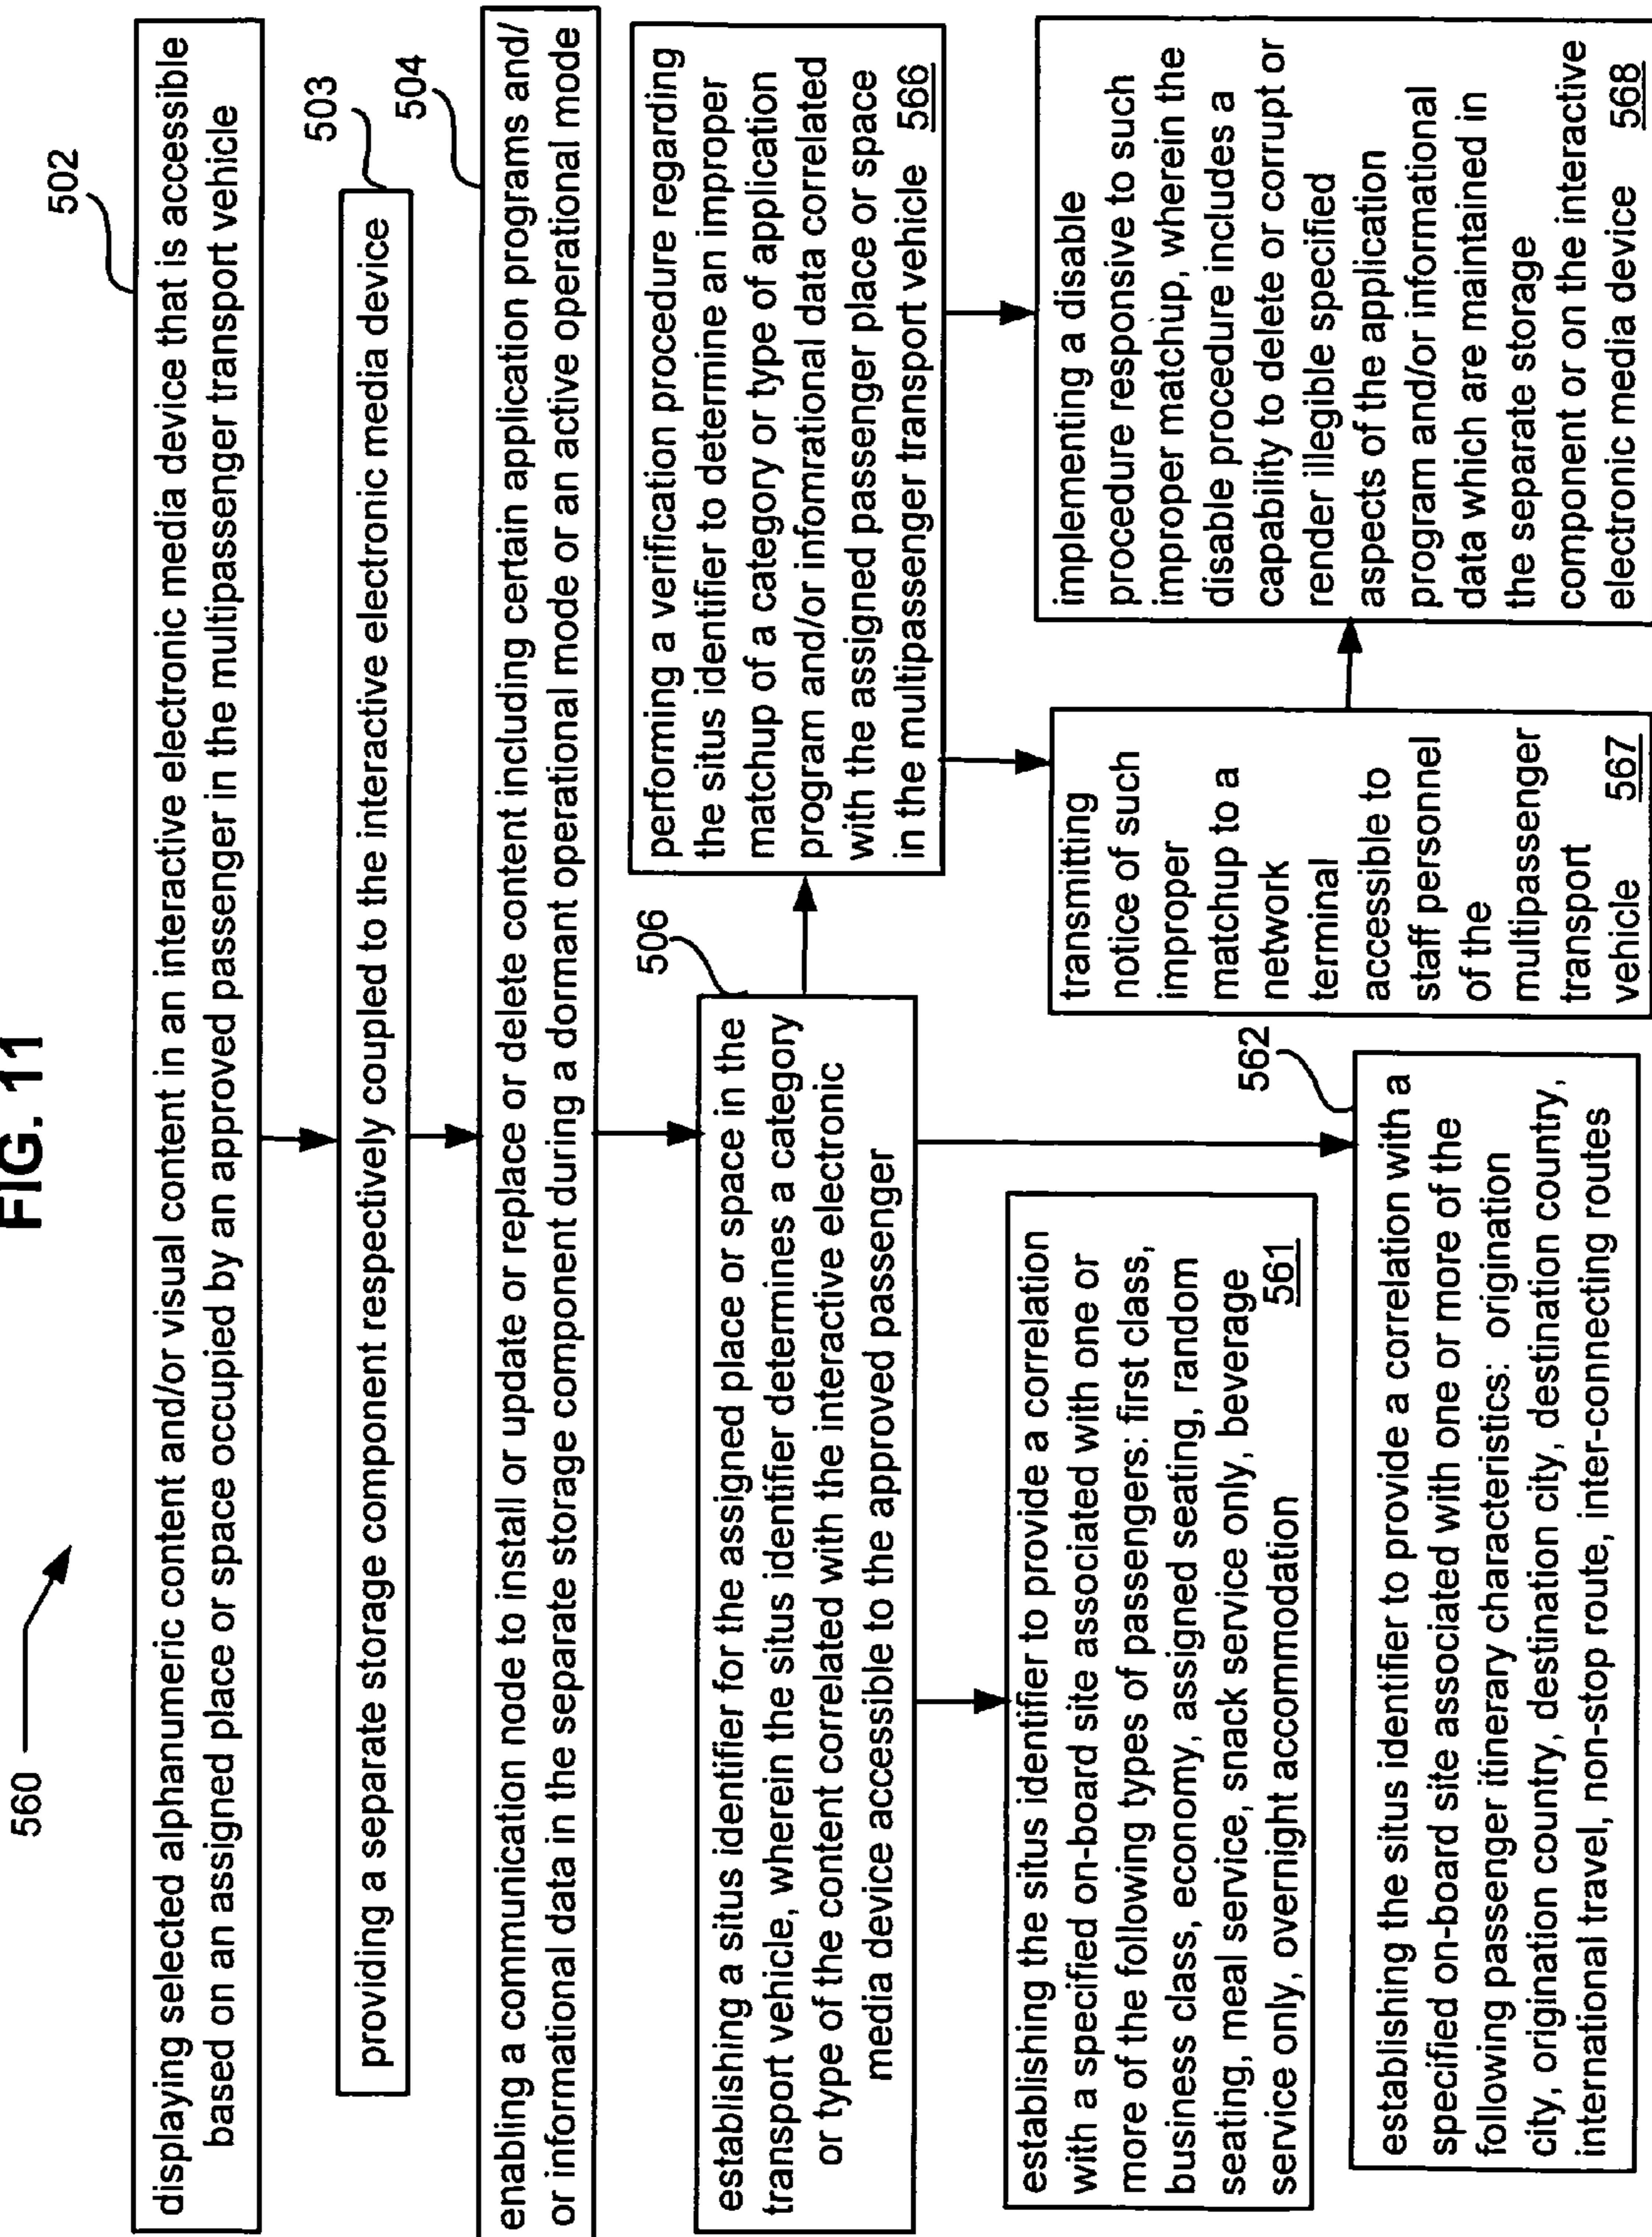 FIG. 11
560
502
displaying selected alphanumeric content and/or visual content in an interactive electronic media device that is accessible
based on an assigned place or space occupied by an approved passenger in the multipassenger transport vehicle
503
providing a separate storage component respectively coupled to the interactive electronic media device
504
enabling a communication node to install or update or replace or delete content including certain application programs and/
or informational data in the separate storage component during a dormant operational mode or an active operational mode
506
establishing a situs identifier for the assigned place or space in the
transport vehicle, wherein the situs identifier determines a category
or type of the content correlated with the interactive electronic
media device accessible to the approved passenger
performing a verification procedure regarding
the situs identifier to determine an improper
matchup of a category or type of application
program and/or infomrational data correlated
with the assigned passenger place or space
in the multipassenger transport vehicle 566
establishing the situs identifier to provide a correlation
with a specified on-board site associated with one or
more of the following types of passengers: first class,
business class, economy, assigned seating, random
seating, meal service, snack service only, beverage
service only, overnight accommodation 561
562
establishing the situs identifier to provide a correlation with a
specified on-board site associated with one or more of the
following passenger itinerary characteristics: origination
city, origination country, destination city, destination country,
international travel, non-stop route, inter-connecting routes
transmitting
notice of such
improper
matchup to a
network
terminal
accessible to
staff personnel
of the
multipassenger
transport
vehicle 567
implementing a disable
procedure responsive to such
improper matchup, wherein the
disable procedure includes a
capability to delete or corrupt or
render illegible specified
aspects of the application
program and/or informational
data which are maintained in
the separate storage
component or on the interactive
electronic media device 568